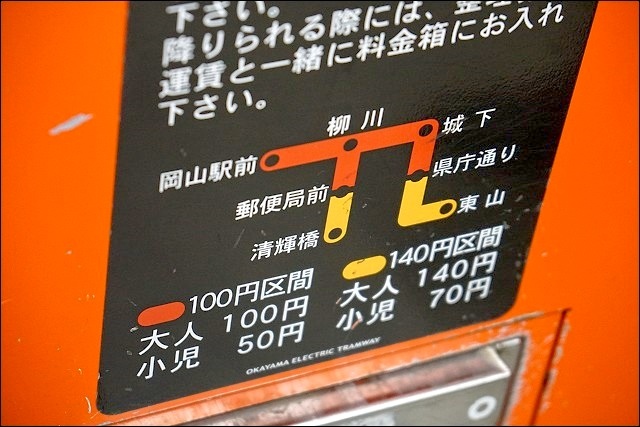 下さい。
降りられる際には、整理
運賃と一緒に料金箱にお入れ
下さい。
柳川
城下
岡山駅前
県庁通り
郵便局前
東山
清輝橋
100円区間
大人 100円
小児 50円
140円区間
大人 140円
小児 70円
OKAYAMA ELECTRIC TRAMWAY